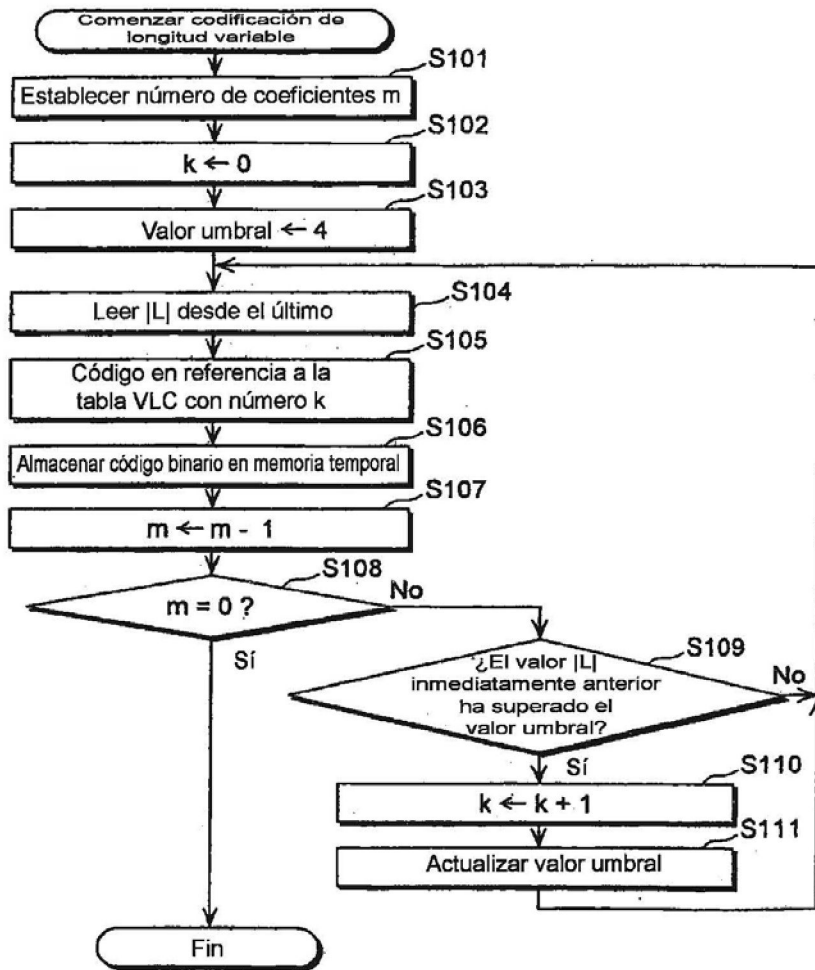 Comenzar codificación de
longitud variable
S101
Establecer número de coeficientes m
S102
k ← 0
S103
Valor umbral ← 4
S104
Leer |L| desde el último
S105
Código en referencia a la
tabla VLC con número k
S106
Almacenar código binario en memoria temporal
S107
m ← m - 1
S108
m = 0 ?
No
Sí
S109
¿El valor |L|
inmediatamente anterior
ha superado el
valor umbral?
No
Sí
S110
k ← k + 1
S111
Actualizar valor umbral
Fin